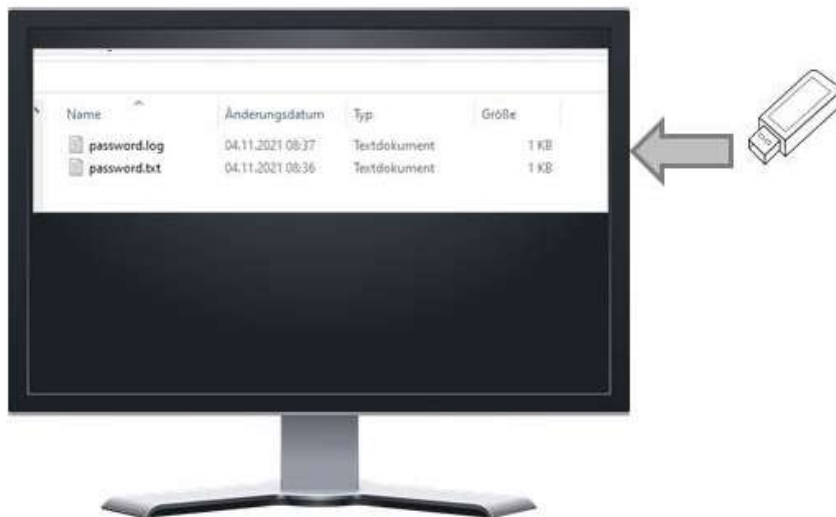 Name Änderungsdatum Typ Größe
password.log 04.11.2021 08:37 Textdokument 1 KB
password.txt 04.11.2021 08:36 Textdokument 1 KB